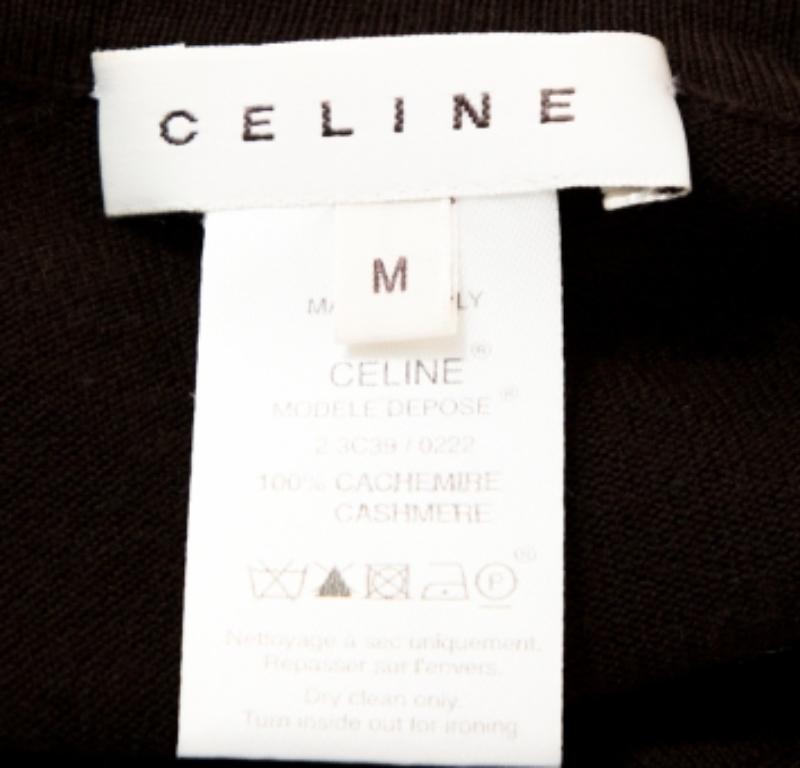 CELINE
M
CELINE®
MODELE DEPOSE ®
2 3C39 / 0222
100% CACHEMIRE
CASHMERE
P
Nettoyage à sec uniquement.
Repasser sur l'envers.
Dry clean only.
Turn inside out for ironing